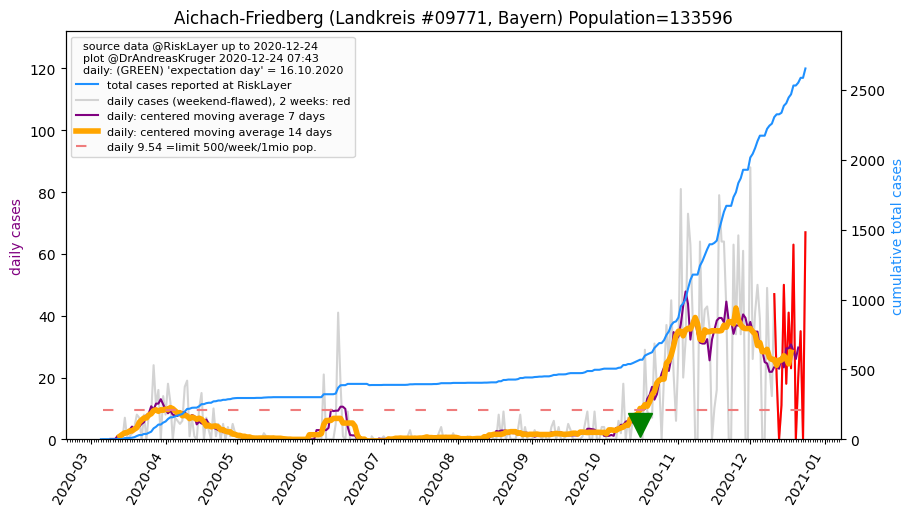 Aichach-Friedberg (Landkreis #09771, Bayern) Population=133596
source data @RiskLayer up to 2020-12-24
plot @DrAndreasKruger 2020-12-24 07:43
daily: (GREEN) 'expectation day' = 16.10.2020
total cases reported at RiskLayer
daily cases (weekend-flawed), 2 weeks: red
daily: centered moving average 7 days
daily: centered moving average 14 days
daily 9.54 =limit 500/week/1mio pop.
daily cases
120
100
80
60
40
20
0
cumulative total cases
2500
2000
1500
1000
500
0
2020-03
2020-04
2020-05
2020-06
2020-07
2020-08
2020-09
2020-10
2020-11
2020-12
2021-01